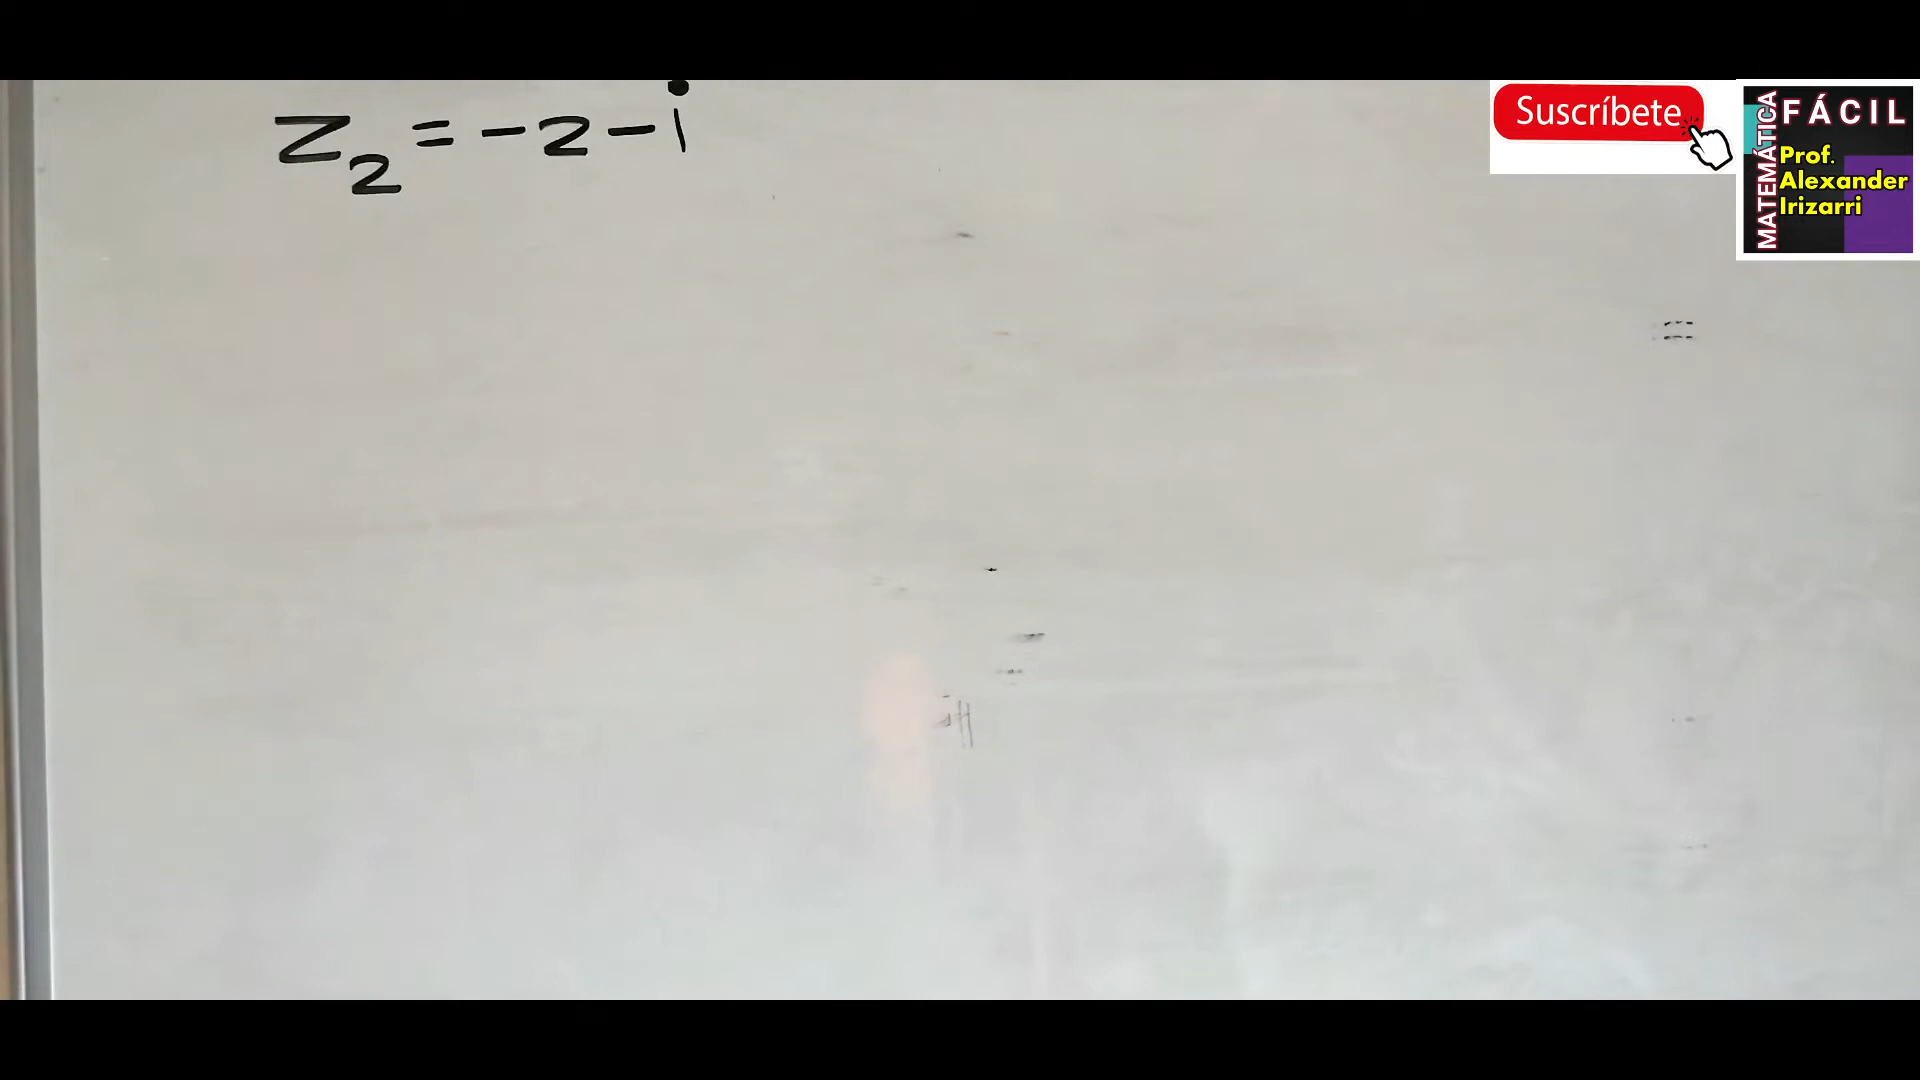 z₂ = -2 - i
Suscríbete
MATEMÁTICA
FÁCIL
Prof.
Alexander
Irizarri